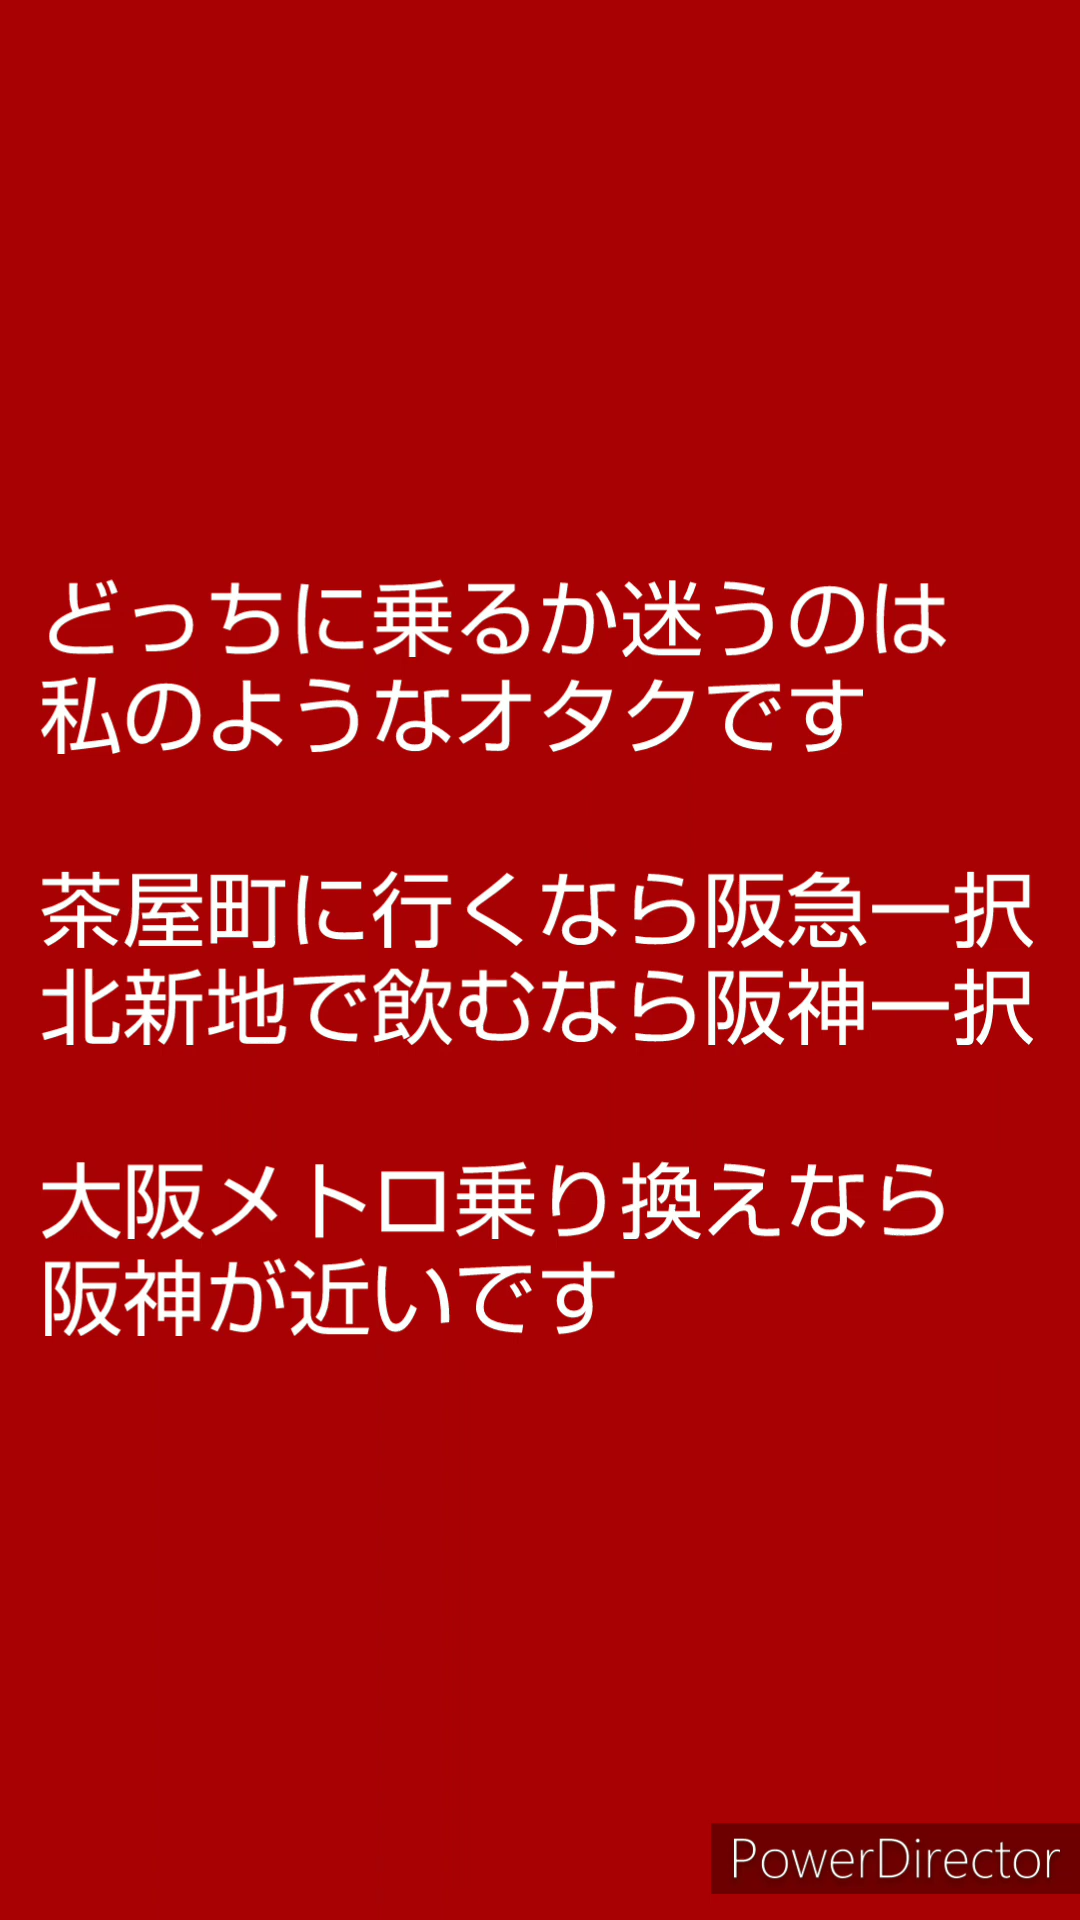 どっちに乗るか迷うのは
私のようなオタクです
茶屋町に行くなら阪急一択
北新地で飲むなら阪神一択
大阪メトロ乗り換えなら
阪神が近いです
PowerDirector